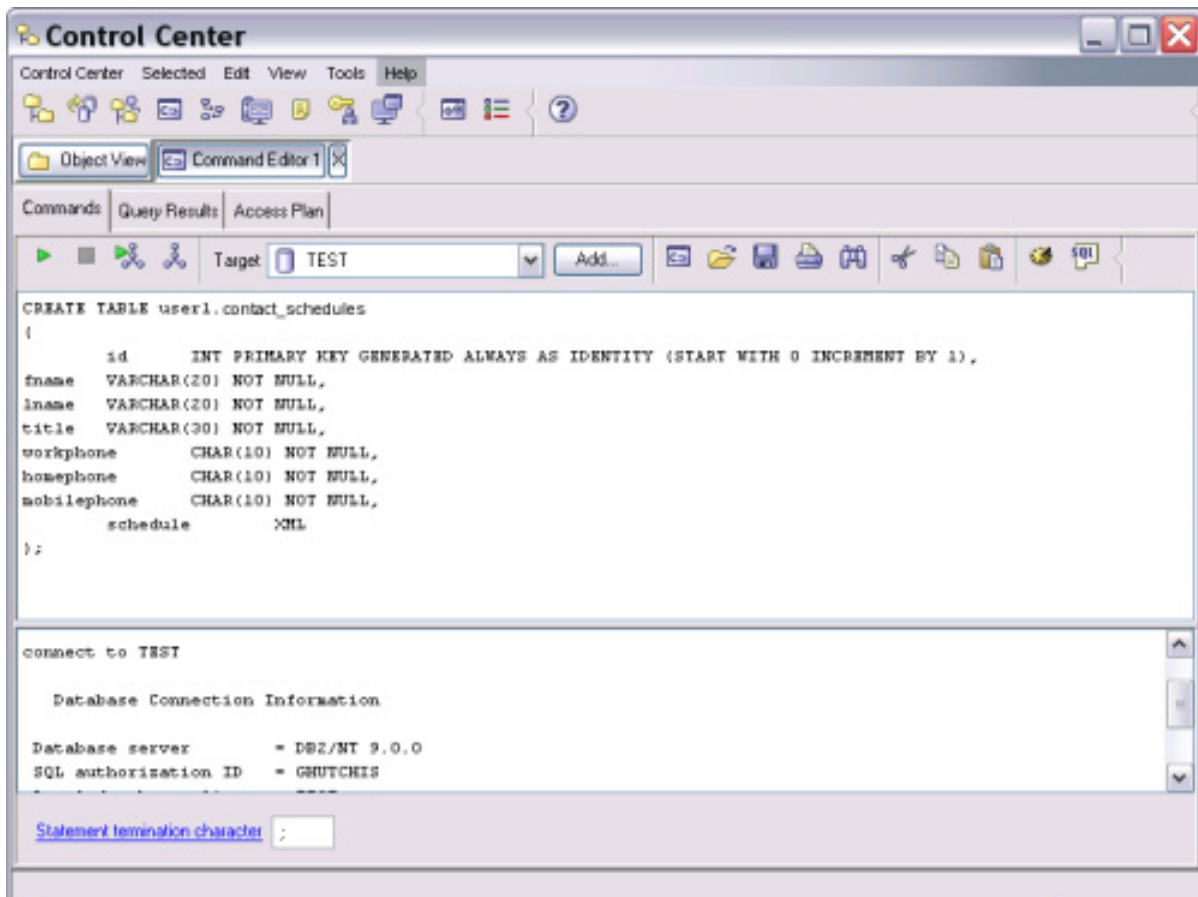 Control Center
Control Center Selected Edit View Tools Help
Object View Command Editor 1
Commands Query Results Access Plan
Target TEST Add... SQL
CREATE TABLE user1.contact_schedules
(
id INT PRIMARY KEY GENERATED ALWAYS AS IDENTITY (START WITH 0 INCREMENT BY 1),
fname VARCHAR(20) NOT NULL,
lname VARCHAR(20) NOT NULL,
title VARCHAR(30) NOT NULL,
workphone CHAR(10) NOT NULL,
homephone CHAR(10) NOT NULL,
mobilephone CHAR(10) NOT NULL,
schedule XML
);
connect to TEST
Database Connection Information
Database server = DB2/NT 9.0.0
SQL authorization ID = GHUTCHIS
Statement termination character ;